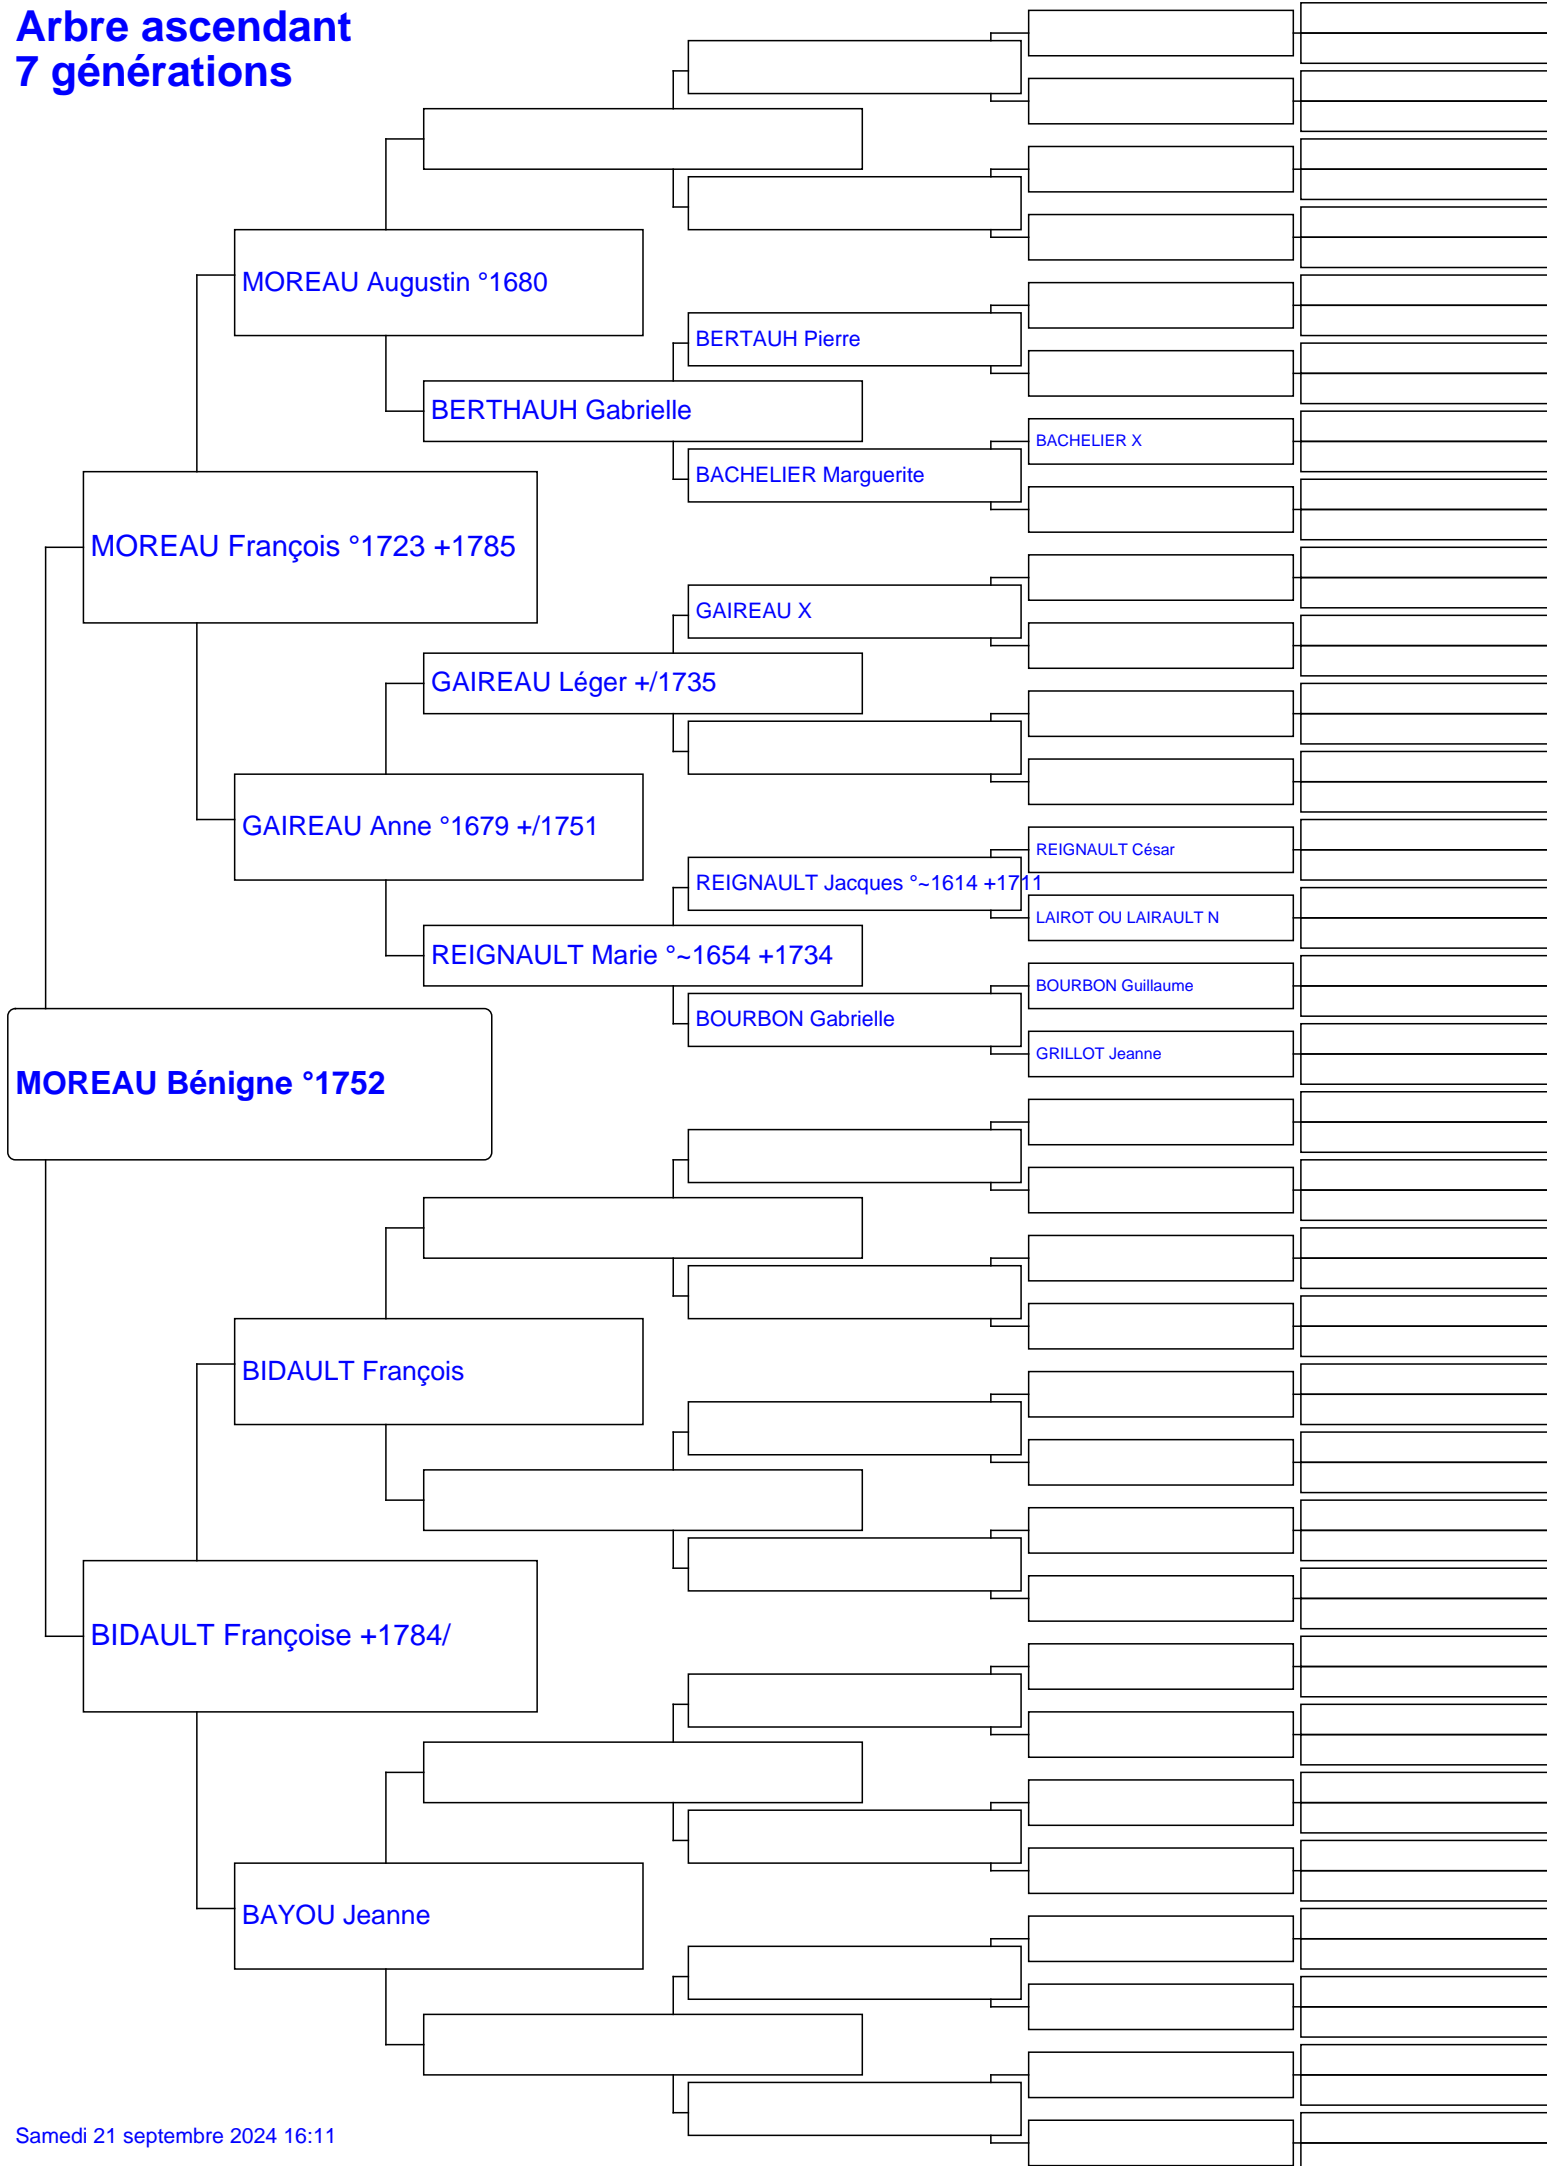 Arbre ascendant
7 générations
MOREAU Augustin °1680
BERTAUH Pierre
BERTHAUH Gabrielle
BACHELIER X
BACHELIER Marguerite
MOREAU François °1723 +1785
GAIREAU X
GAIREAU Léger +/1735
GAIREAU Anne °1679 +/1751
REIGNAULT César
REIGNAULT Jacques °~1614 +1711
LAIROT OU LAIRAULT N
REIGNAULT Marie °~1654 +1734
BOURBON Guillaume
BOURBON Gabrielle
GRILLOT Jeanne
MOREAU Bénigne °1752
BIDAULT François
BIDAULT Françoise +1784/
BAYOU Jeanne
Samedi 21 septembre 2024 16:11